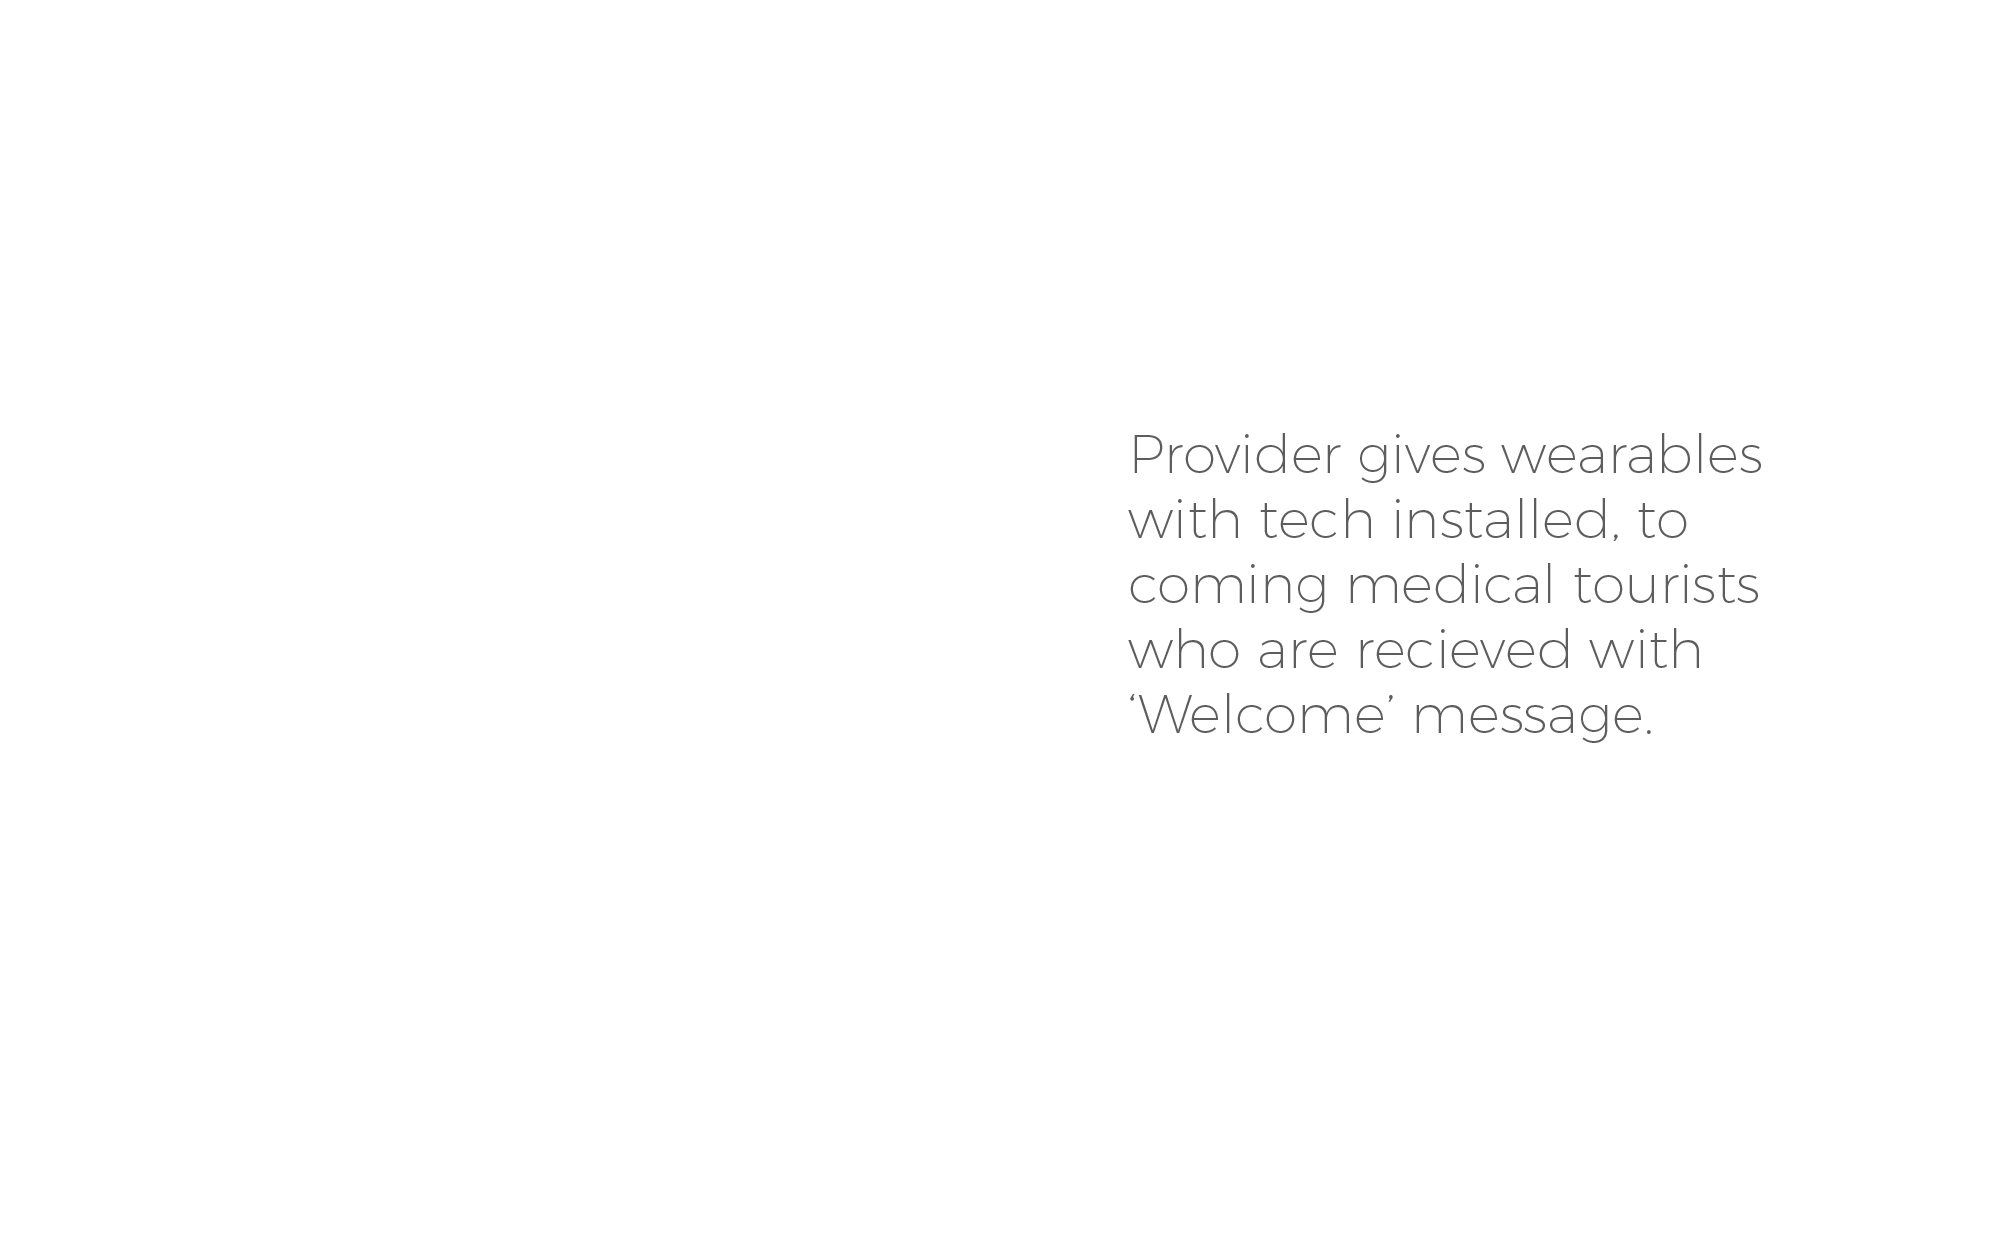 Provider gives wearables
with tech installed, to
coming medical tourists
who are recieved with
‘Welcome’ message.